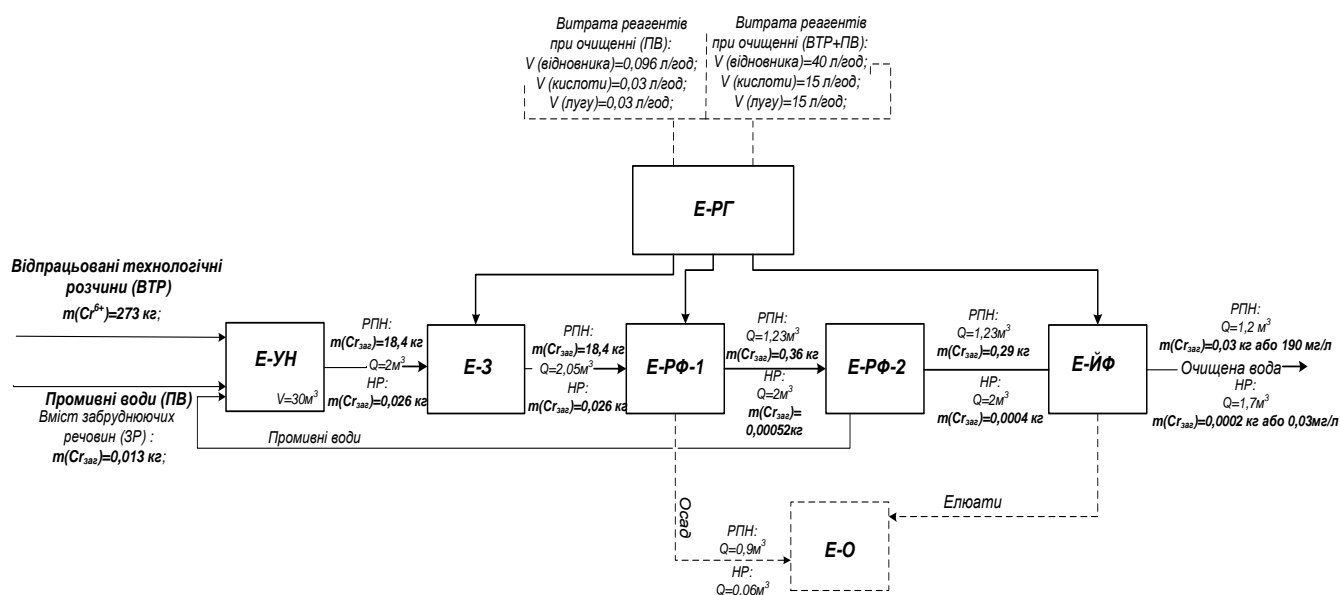 Витрата реагентів
при очищенні (ПВ):
V (відновника)=0,096 л/год;
V (кислоти)=0,03 л/год;
V (лугу)=0,03 л/год;
Витрата реагентів
при очищенні (ВТР+ПВ):
V (відновника)=40 л/год;
V (кислоти)=15 л/год;
V (лугу)=15 л/год;
Е-РГ
Відпрацьовані технологічні
розчини (ВТР)
m(Cr⁶⁺)=273 кг;
Промивні води (ПВ)
Вміст забруднюючих
речовин (ЗР) :
m(Crзаг)=0,013 кг;
Е-УН
V=30м³
РПН:
m(Crзаг)=18,4 кг
Q=2м³
НР:
m(Crзаг)=0,026 кг
Е-З
РПН:
m(Crзаг)=18,4 кг
Q=2,05м³
НР:
m(Crзаг)=0,026 кг
Е-РФ-1
РПН:
Q=1,23м³
m(Crзаг)=0,36 кг
НР:
Q=2м³
m(Crзаг)=
0,00052кг
Е-РФ-2
РПН:
Q=1,23м³
m(Crзаг)=0,29 кг
НР:
Q=2м³
m(Crзаг)=0,0004 кг
Е-ЙФ
РПН:
Q=1,2 м³
m(Crзаг)=0,03 кг або 190 мг/л
Очищена вода
НР:
Q=1,7м³
m(Crзаг)=0,0002 кг або 0,03мг/л
Промивні води
Осад
РПН:
Q=0,9м³
НР:
Q=0,06м³
Е-О
Елюати